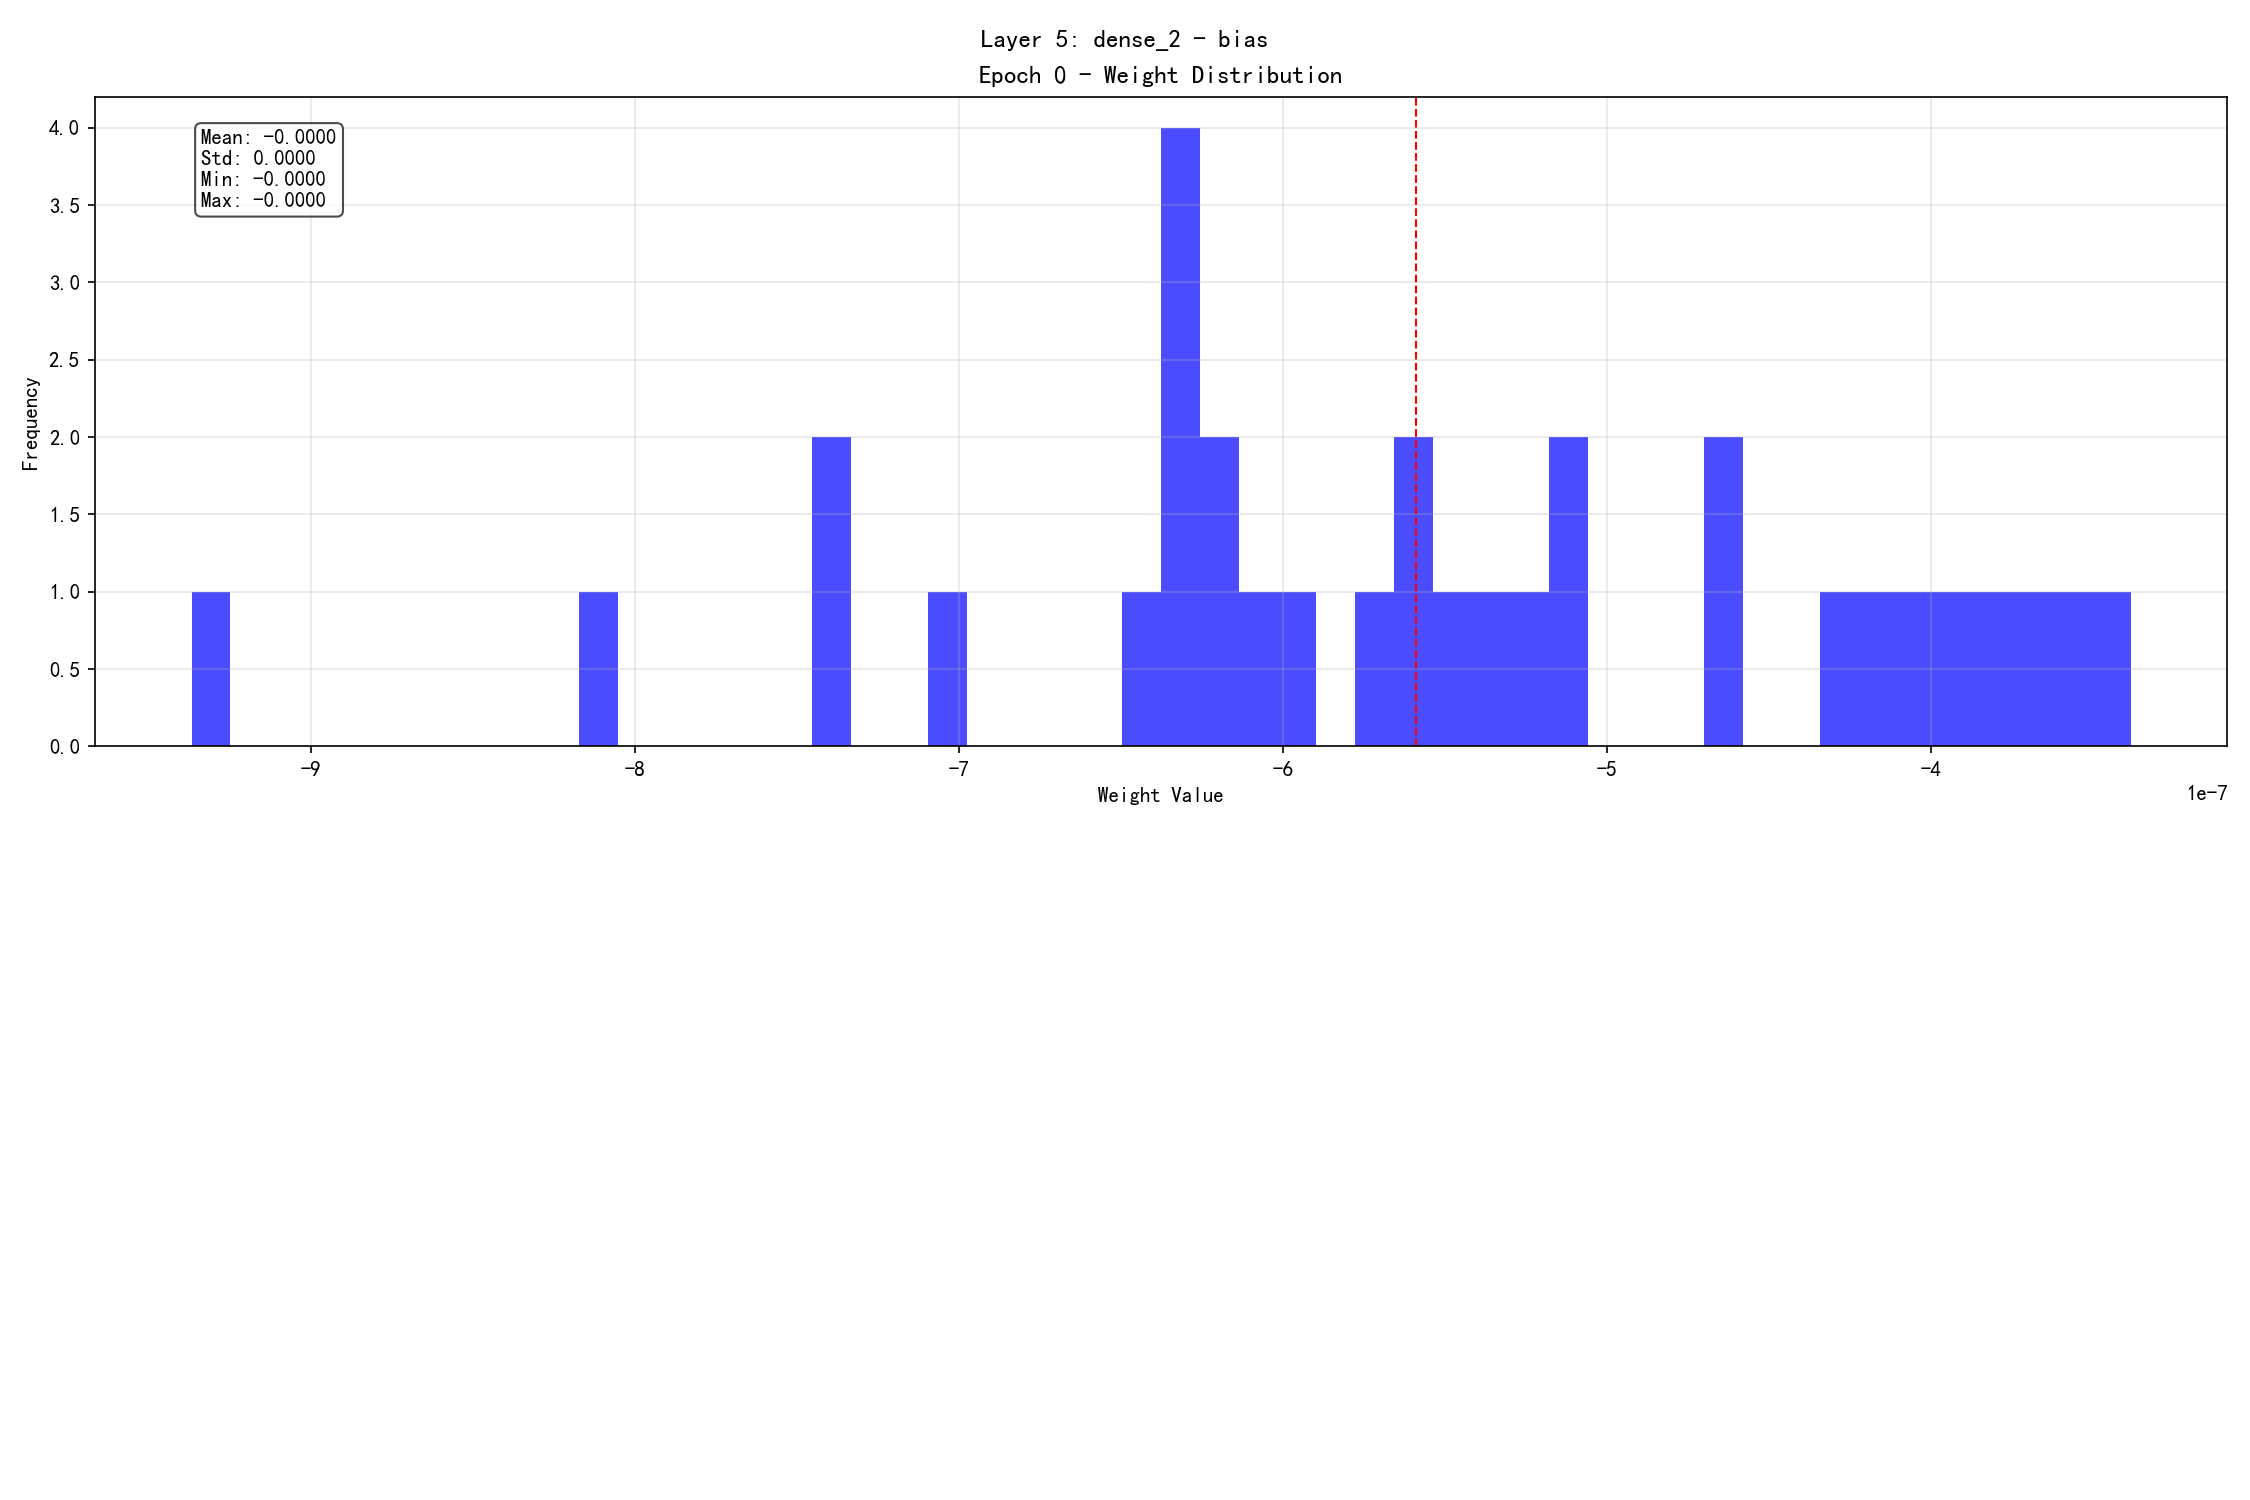 Layer 5: dense_2 - bias
Epoch 0 - Weight Distribution
Mean: -0.0000
Std: 0.0000
Min: -0.0000
Max: -0.0000
4.0
3.5
3.0
2.5
2.0
1.5
1.0
0.5
0.0
Frequency
-9 -8 -7 -6 -5 -4
Weight Value
1e-7